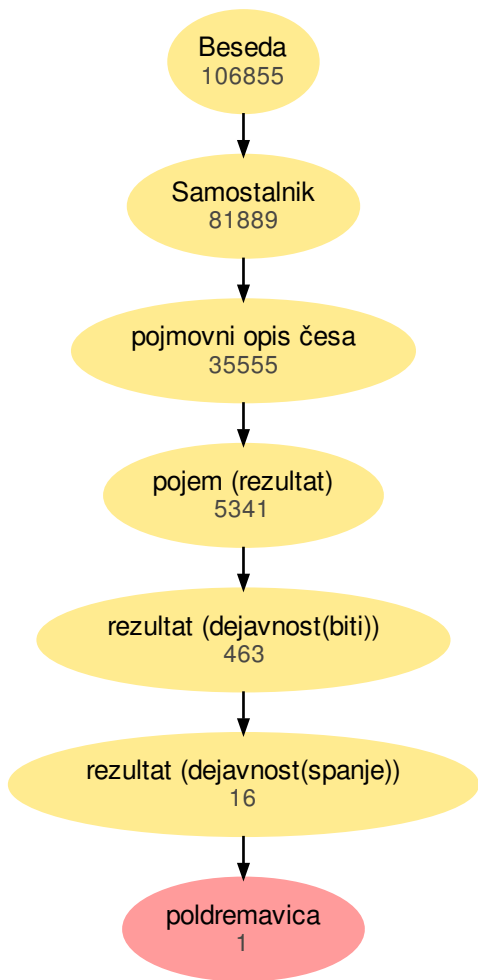 Beseda
106855
Samostalnik
81889
pojmovni opis česa
35555
pojem (rezultat)
5341
rezultat (dejavnost(biti))
463
rezultat (dejavnost(spanje))
16
poldremavica
1